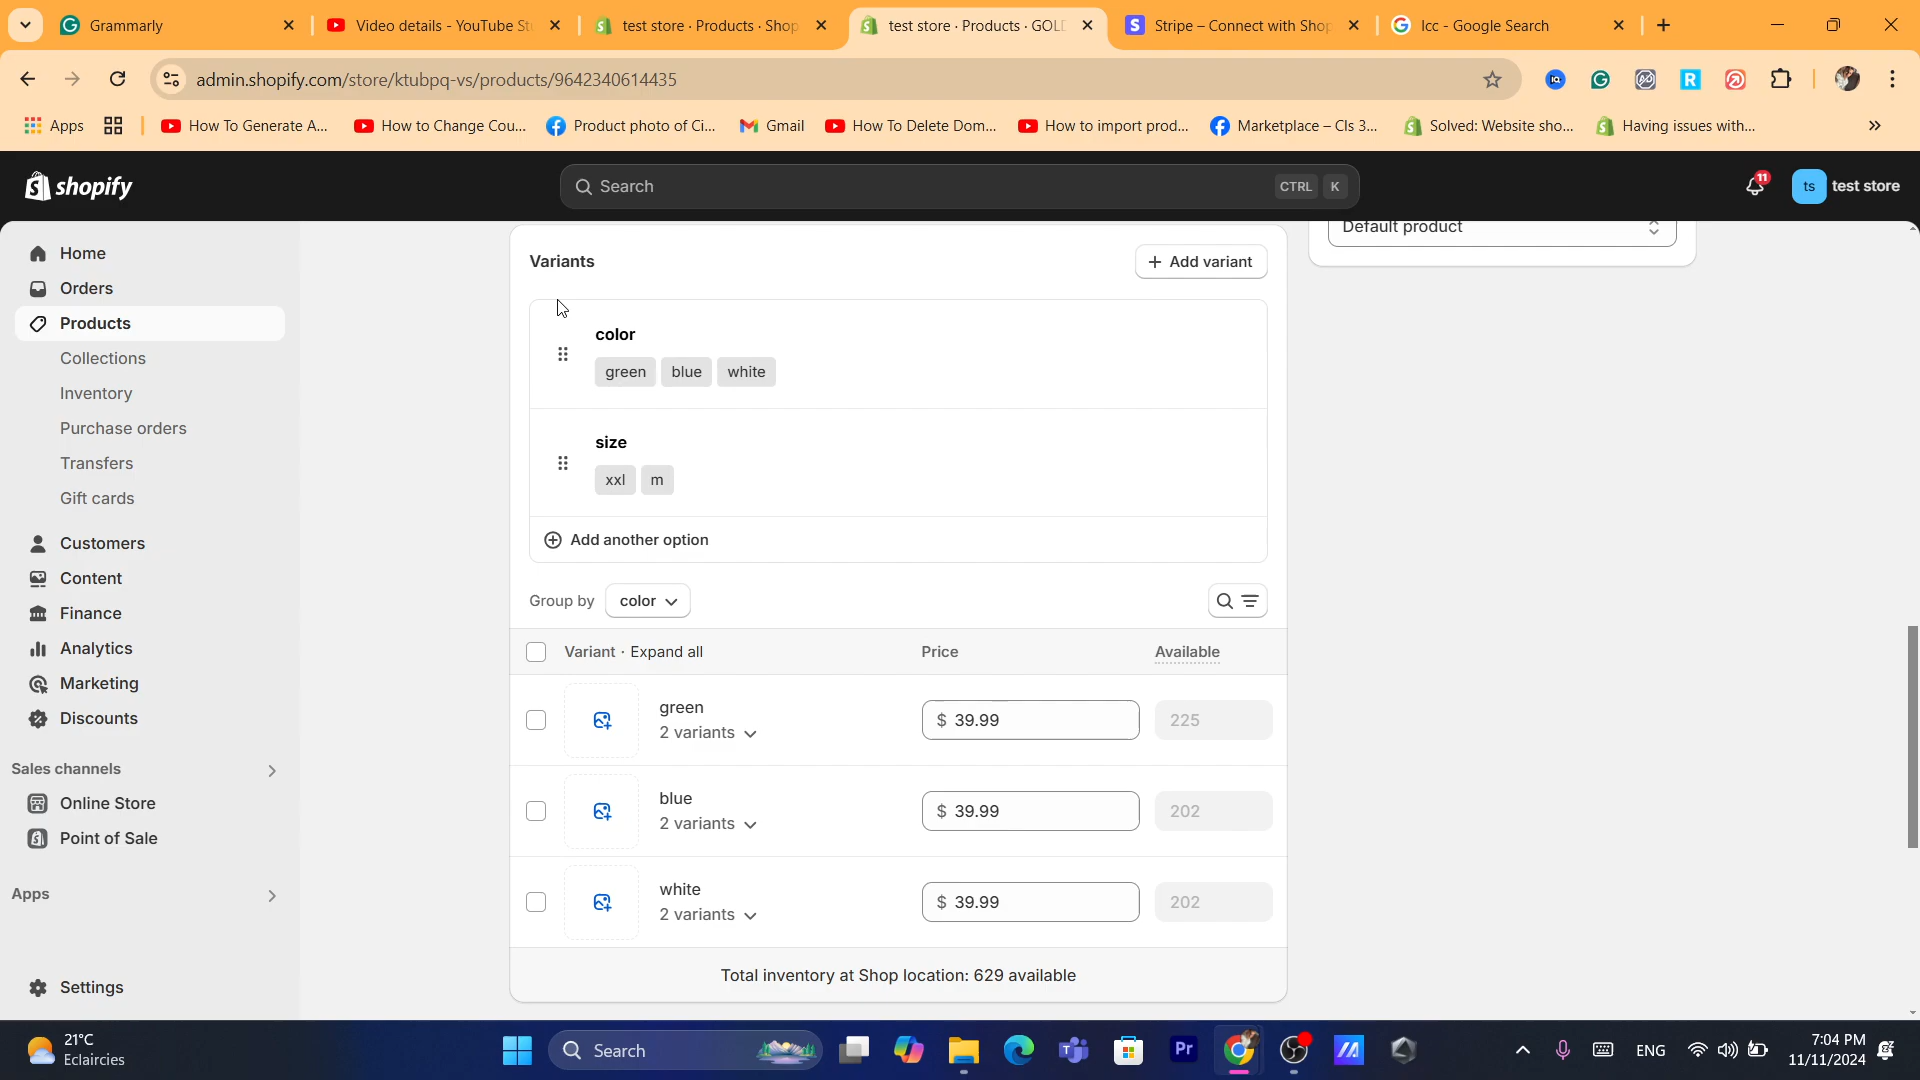 Grammarly
Video details - YouTube St
test store · Products · Shop
test store · Products · GOLD
Stripe – Connect with Shop
lcc - Google Search
admin.shopify.com/store/ktubpq-vs/products/9642340614435
Apps
How To Generate A...
How to Change Cou...
Product photo of Ci...
Gmail
How To Delete Dom...
How to import prod...
Marketplace – Cls 3...
Solved: Website sho...
Having issues with...
shopify
Search
CTRL K
11
ts
test store
Home
Orders
Products
Collections
Inventory
Purchase orders
Transfers
Gift cards
Customers
Content
Finance
Analytics
Marketing
Discounts
Sales channels
Online Store
Point of Sale
Apps
Settings
Default product
Variants
Add variant
color
green blue white
size
xxl m
Add another option
Group by color
Variant · Expand all Price Available
green
2 variants
$ 39.99
225
blue
2 variants
$ 39.99
202
white
2 variants
$ 39.99
202
Total inventory at Shop location: 629 available
21°C
Eclaircies
Search
Pr
ENG
7:04 PM
11/11/2024